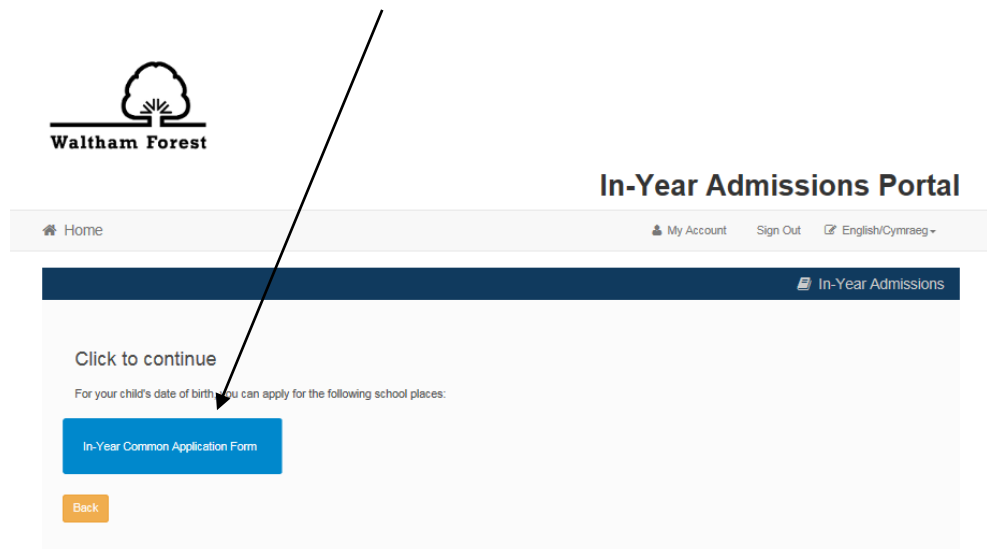 Waltham Forest
In-Year Admissions Portal
Home My Account Sign Out English/Cymraeg
In-Year Admissions
Click to continue
For your child's date of birth, you can apply for the following school places:
In-Year Common Application Form
Back